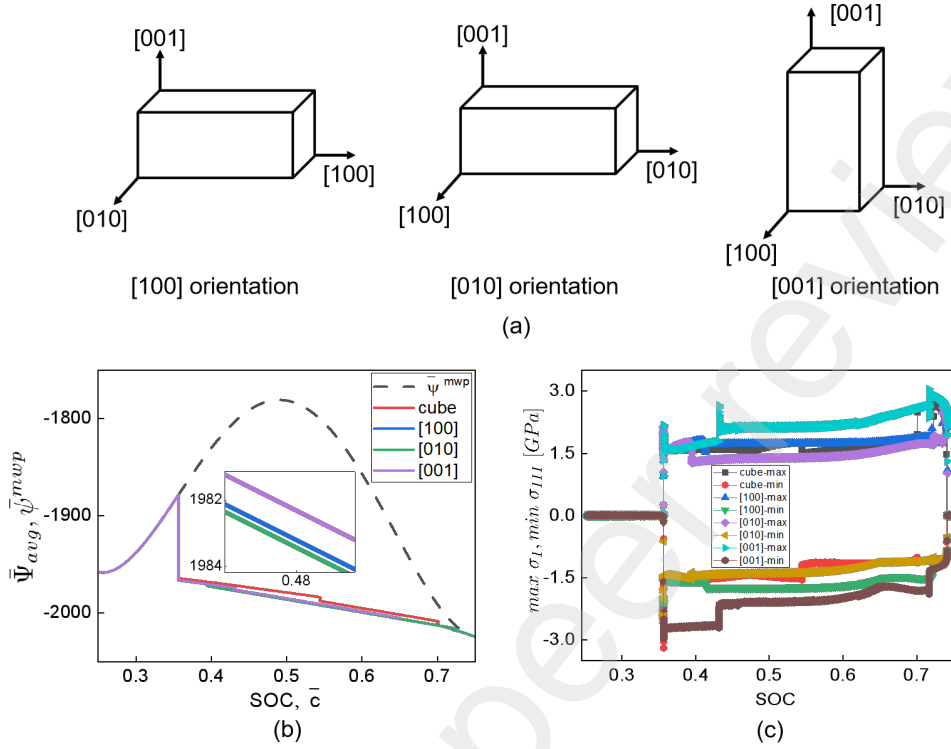 [001]
[100]
[010]
[100] orientation
[001]
[010]
[100]
[010] orientation
[001]
[010]
[100]
[001] orientation
(a)
Ψ̄avg, ψ̄mwp
-1800
-1900
-2000
0.3 0.4 0.5 0.6 0.7
SOC, c̄
ψ̄ mwp
cube
[100]
[010]
[001]
1982
1984
0.48
(b)
max σI, min σIII [GPa]
3.0
1.5
0.0
-1.5
-3.0
0.3 0.4 0.5 0.6 0.7
SOC
cube-max
cube-min
[100]-max
[100]-min
[010]-max
[010]-min
[001]-max
[001]-min
(c)
peer review